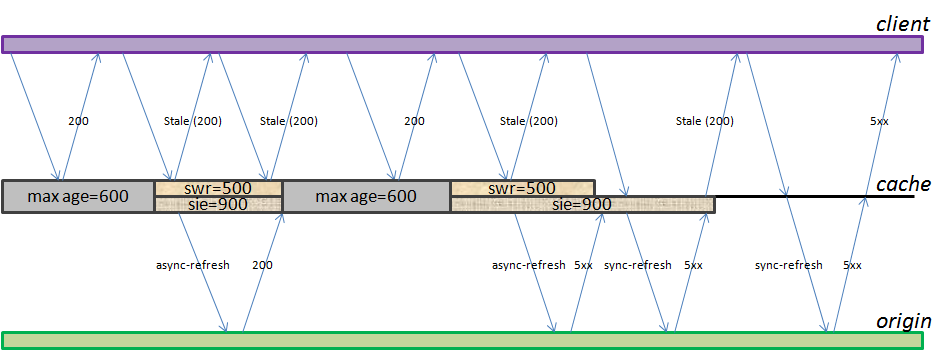 client
200
Stale (200)
Stale (200)
200
Stale (200)
Stale (200)
5xx
max age=600
swr=500
sie=900
max age=600
swr=500
sie=900
cache
async-refresh
200
async-refresh
5xx
sync-refresh
5xx
sync-refresh
5xx
origin